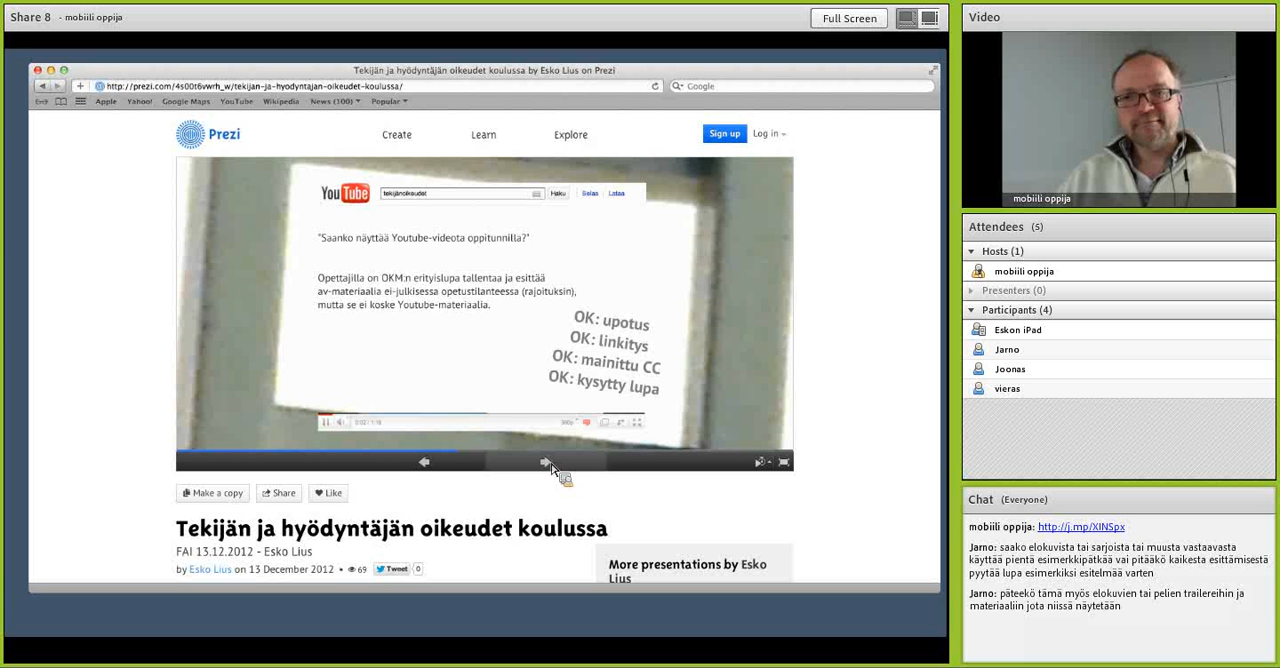 Share 8 - mobiili oppija
Full Screen
Tekijän ja hyödyntäjän oikeudet koulussa by Esko Lius on Prezi
http://prezi.com/4s00t6vwrh_w/tekijan-ja-hyodyntajan-oikeudet-koulussa/
Google
Apple Yahoo! Google Maps YouTube Wikipedia News (100) Popular
Prezi
Create Learn Explore
Sign up Log in
YouTube tekijänoikeudet Haku Selaa Lataa
"Saanko näyttää Youtube-videota oppitunnilla?"
Opettajilla on OKM:n erityislupa tallentaa ja esittää
av-materiaalia ei-julkisessa opetustilanteessa (rajoituksin),
mutta se ei koske Youtube-materiaalia.
OK: upotus
OK: linkitys
OK: mainittu CC
OK: kysytty lupa
0:02 / 1:18
360p
Make a copy Share Like
Tekijän ja hyödyntäjän oikeudet koulussa
FAI 13.12.2012 - Esko Lius
by Esko Lius on 13 December 2012 • 69 Tweet 0
More presentations by Esko
Lius
Video
mobiili oppija
Attendees (5)
Hosts (1)
mobiili oppija
Presenters (0)
Participants (4)
Eskon iPad
Jarno
Joonas
vieras
Chat (Everyone)
mobiili oppija: http://j.mp/XINSpx
Jarno: saako elokuvista tai sarjoista tai muusta vastaavasta
käyttää pientä esimerkkipätkää vai pitääkö kaikesta esittämisestä
pyytää lupa esimerkiksi esitelmää varten
Jarno: päteekö tämä myös elokuvien tai pelien trailereihin ja
materiaaliin jota niissä näytetään